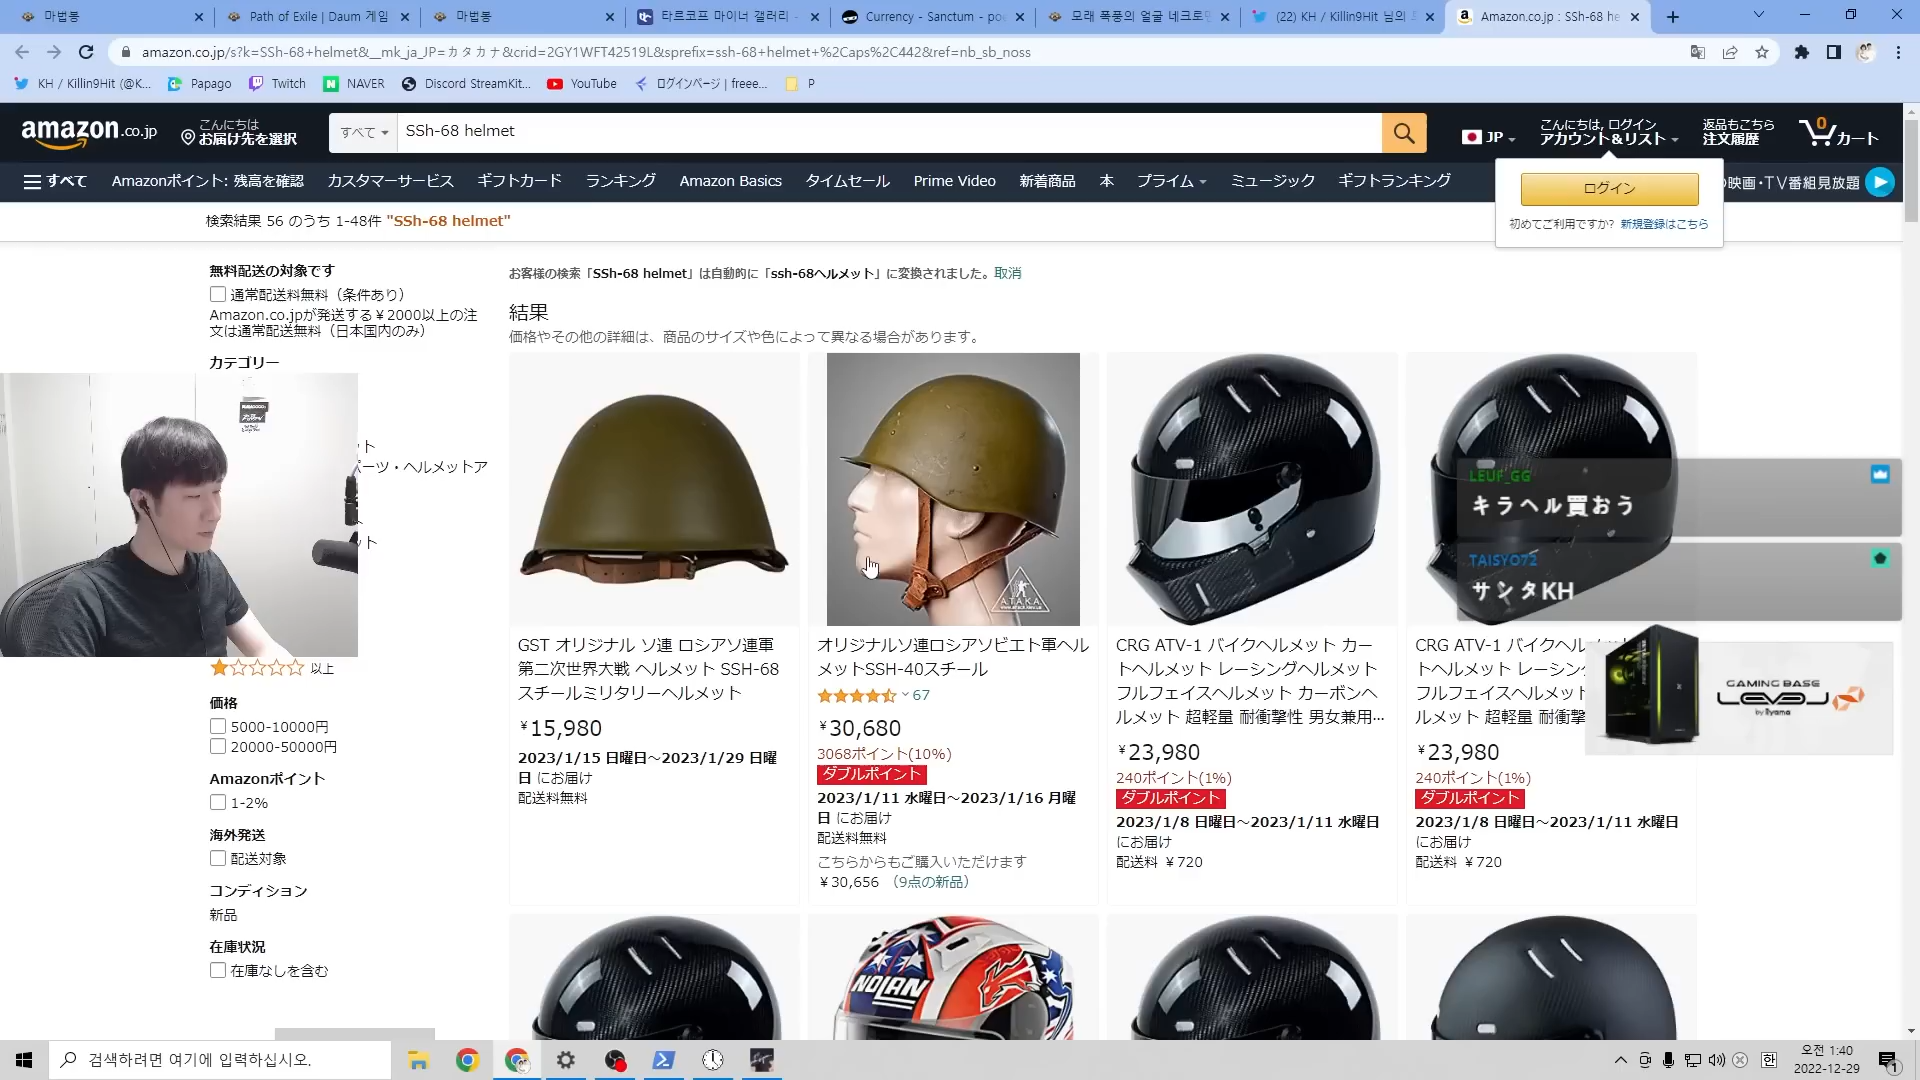 마법봉
Path of Exile | Daum 게임
마법봉
타르코프 마이너 갤러리 -
Currency - Sanctum - po
모래 폭풍의 얼굴 네크로
(22) KH / Killin9Hit 님의
Amazon.co.jp : SSh-68 he
amazon.co.jp/s?k=SSh-68+helmet&__mk_ja_JP=カタカナ&crid=2GY1WFT42519L&sprefix=ssh-68+helmet+%2Caps%2C442&ref=nb_sb_noss
KH / Killin9Hit (@K...
Papago
Twitch
NAVER
Discord StreamKit...
YouTube
ログインページ | freee...
P
amazon.co.jp
こんにちは
お届け先を選択
すべて
SSh-68 helmet
JP
こんにちは, ログイン
アカウント&リスト
返品もこちら
注文履歴
0
カート
すべて
Amazonポイント: 残高を確認
カスタマーサービス
ギフトカード
ランキング
Amazon Basics
タイムセール
Prime Video
新着商品
本
プライム
ミュージック
ギフトランキング
映画・TV番組見放題
ログイン
初めてご利用ですか? 新規登録はこちら
検索結果 56 のうち 1-48件 "SSh-68 helmet"
無料配送の対象です
通常配送料無料（条件あり）
Amazon.co.jpが発送する￥2000以上の注
文は通常配送無料（日本国内のみ）
カテゴリー
ット
パーツ・ヘルメットア
ット
以上
価格
5000-10000円
20000-50000円
Amazonポイント
1-2%
海外発送
配送対象
コンディション
新品
在庫状況
在庫なしを含む
お客様の検索「SSh-68 helmet」は自動的に「ssh-68ヘルメット」に変換されました。取消
結果
価格やその他の詳細は、商品のサイズや色によって異なる場合があります。
GST オリジナル ソ連 ロシアソ連軍
第二次世界大戦 ヘルメット SSH-68
スチールミリタリーヘルメット
￥15,980
2023/1/15 日曜日～2023/1/29 日曜
日 にお届け
配送料無料
ATAKA
オリジナルソ連ロシアソビエト軍ヘル
メットSSH-40スチール
67
￥30,680
3068ポイント(10%)
ダブルポイント
2023/1/11 水曜日～2023/1/16 月曜
日 にお届け
配送料無料
こちらからもご購入いただけます
￥30,656 （9点の新品）
CRG ATV-1 バイクヘルメット カー
トヘルメット レーシングヘルメット
フルフェイスヘルメット カーボンヘ
ルメット 超軽量 耐衝撃性 男女兼用...
￥23,980
240ポイント(1%)
ダブルポイント
2023/1/8 日曜日～2023/1/11 水曜日
にお届け
配送料 ￥720
CRG ATV-1 バイクヘル
トヘルメット レーシン
フルフェイスヘルメット
ルメット 超軽量 耐衝撃
￥23,980
240ポイント(1%)
ダブルポイント
2023/1/8 日曜日～2023/1/11 水曜日
にお届け
配送料 ￥720
LEUF_GG
キラヘル買おう
TAISYO72
サンタKH
GAMING BASE
LEVEL
by iiyama
NOLAN
검색하려면 여기에 입력하십시오.
한
오전 1:40
2022-12-29
1